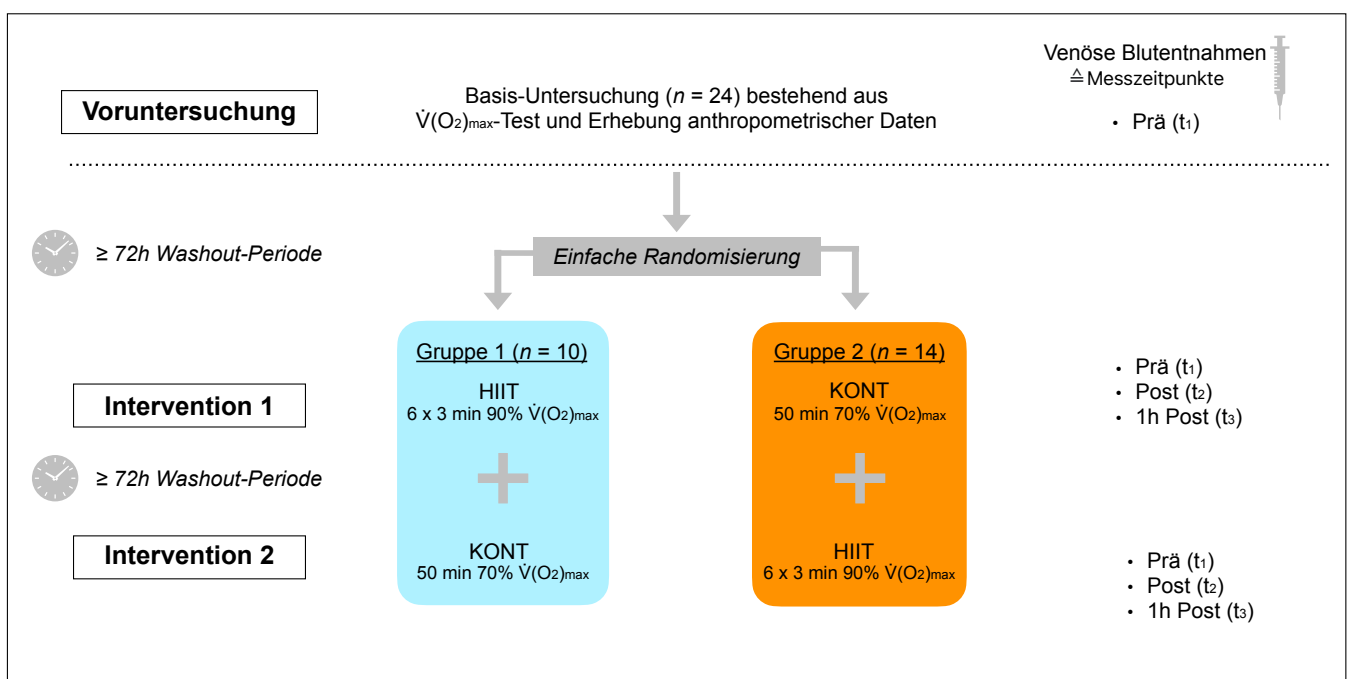 Venöse Blutentnahmen
≙ Messzeitpunkte
Voruntersuchung
Basis-Untersuchung (n = 24) bestehend aus
V̇(O₂)max-Test und Erhebung anthropometrischer Daten
• Prä (t₁)
≥ 72h Washout-Periode
Einfache Randomisierung
Gruppe 1 (n = 10)
Gruppe 2 (n = 14)
Intervention 1
HIIT
6 x 3 min 90% V̇(O₂)max
KONT
50 min 70% V̇(O₂)max
• Prä (t₁)
• Post (t₂)
• 1h Post (t₃)
≥ 72h Washout-Periode
Intervention 2
KONT
50 min 70% V̇(O₂)max
HIIT
6 x 3 min 90% V̇(O₂)max
• Prä (t₁)
• Post (t₂)
• 1h Post (t₃)